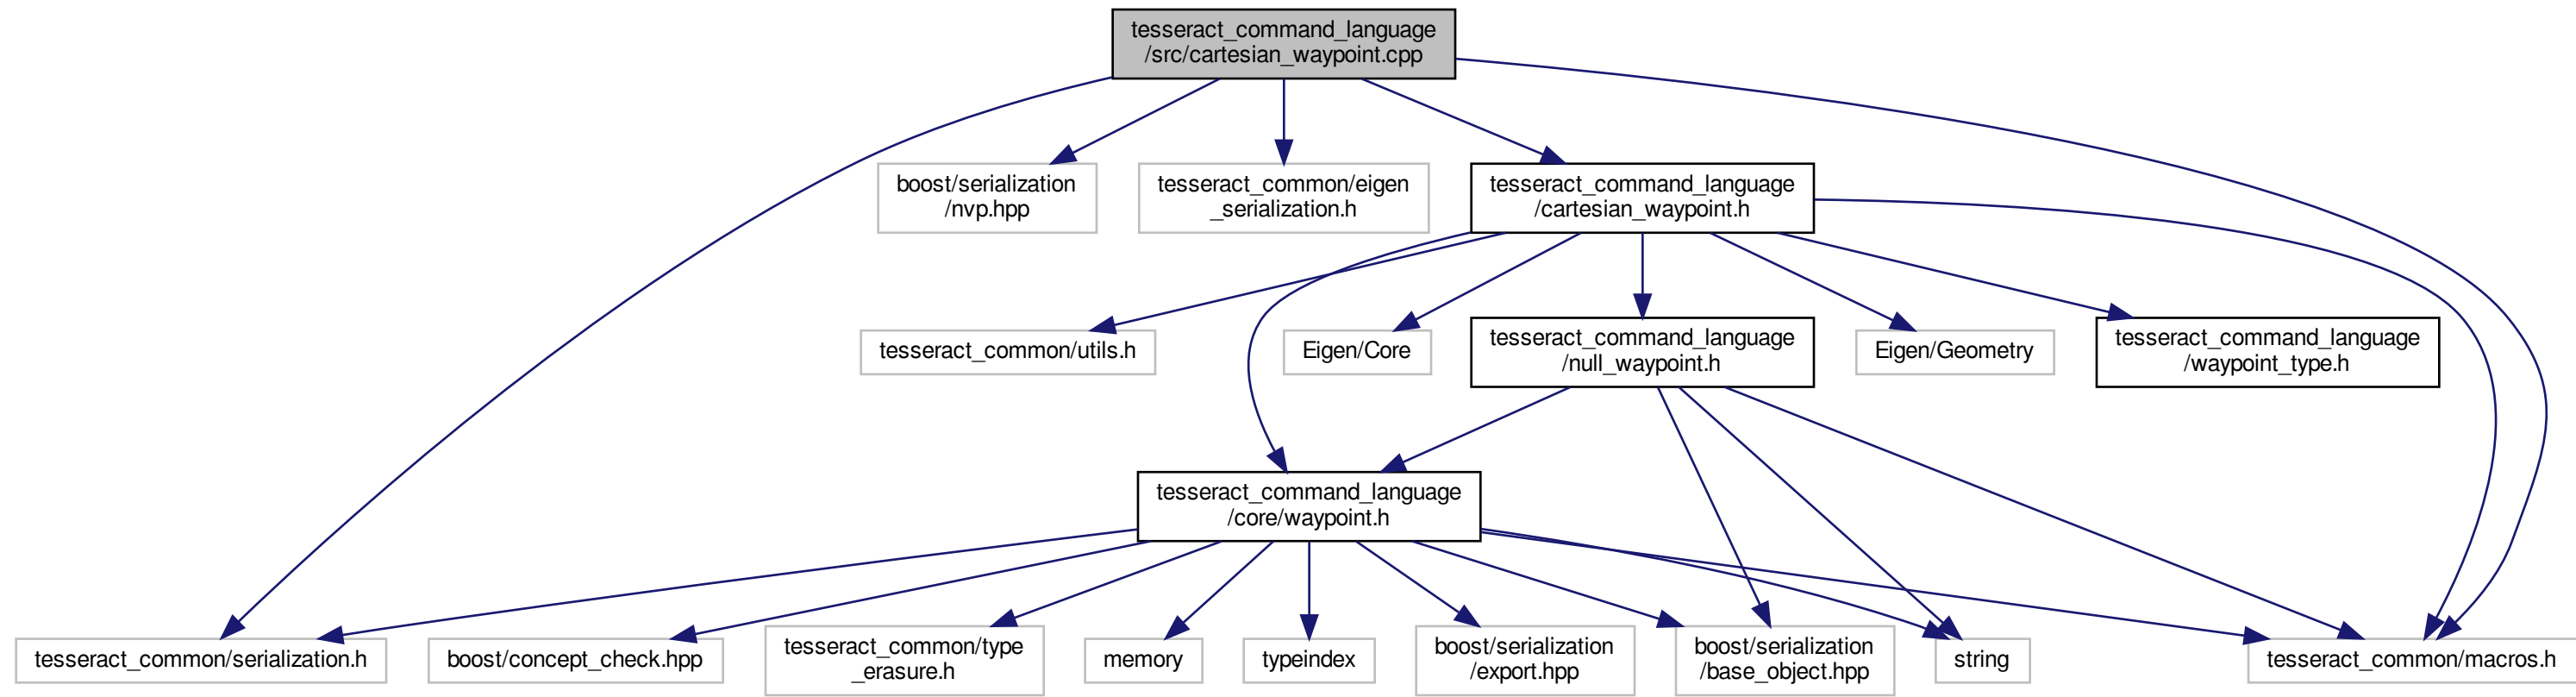 tesseract_command_language
/src/cartesian_waypoint.cpp
boost/serialization
/nvp.hpp
tesseract_common/eigen
_serialization.h
tesseract_command_language
/cartesian_waypoint.h
tesseract_common/utils.h
Eigen/Core
tesseract_command_language
/null_waypoint.h
Eigen/Geometry
tesseract_command_language
/waypoint_type.h
tesseract_command_language
/core/waypoint.h
tesseract_common/serialization.h
boost/concept_check.hpp
tesseract_common/type
_erasure.h
memory
typeindex
boost/serialization
/export.hpp
boost/serialization
/base_object.hpp
string
tesseract_common/macros.h